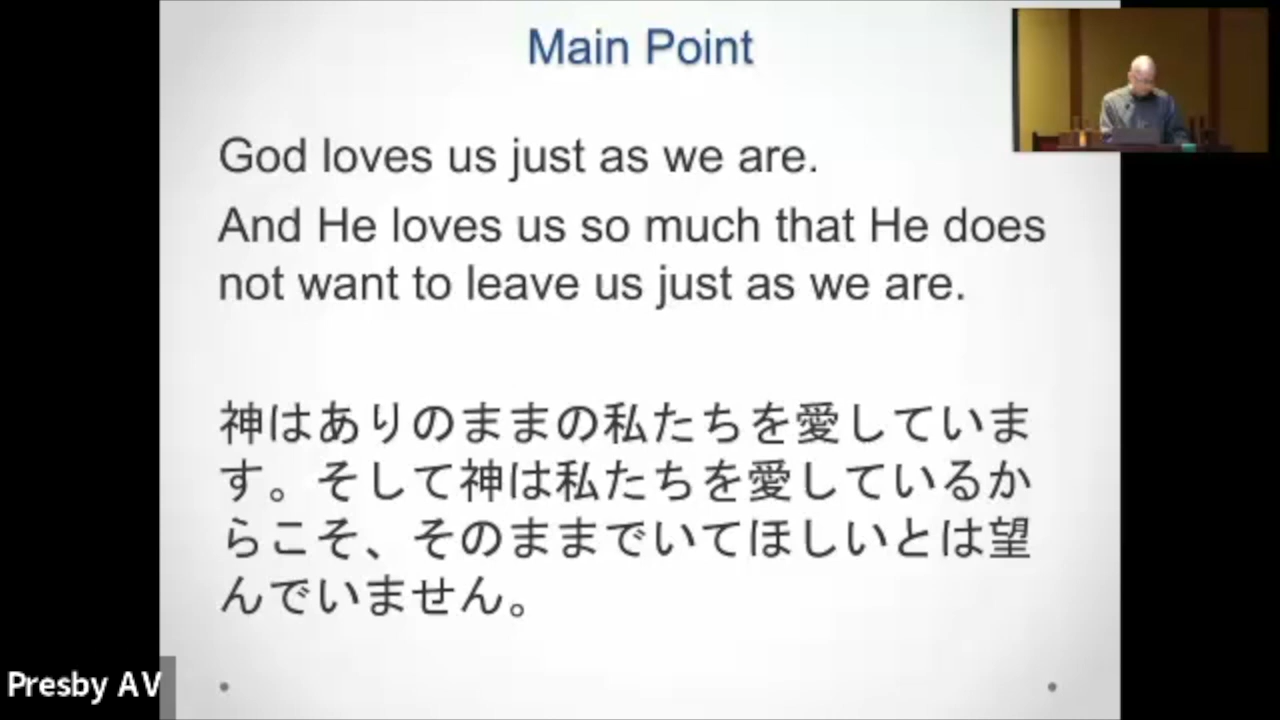 Main Point
God loves us just as we are.
And He loves us so much that He does
not want to leave us just as we are.
神はありのままの私たちを愛していま
す。そして神は私たちを愛しているか
らこそ、そのままでいてほしいとは望
んでいません。
Presby AV